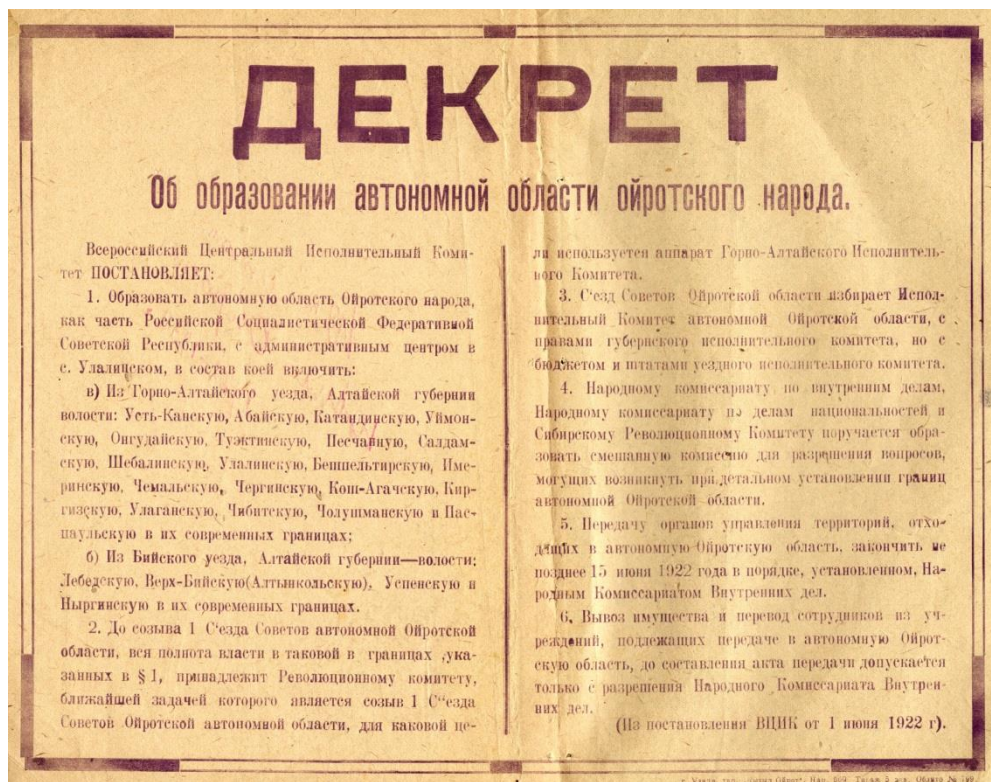 ДЕКРЕТ
Об образовании автономной области ойротского народа.
Всероссийский Центральный Исполнительный Коми-
тет ПОСТАНОВЛЯЕТ:
1. Образовать автономную область Ойротского народа,
как часть Российской Социалистической Федеративной
Советской Республики, с административным центром в
с. Улалинском, в состав коей включить:
в) Из Горно-Алтайского уезда, Алтайской губернии
волости: Усть-Канскую, Абайскую, Катандинскую, Уймон-
скую, Онгудайскую, Туэктинскую, Песчаную, Салдам-
скую, Шебалинскую, Улалинскую, Бешпельтирскую, Име-
ринскую, Чемальскую, Чергинскую, Кош-Агачскую, Кир-
гизскую, Улаганскую, Чибитскую, Чолушманскую и Пас-
паульскую в их современных границах;
б) Из Бийского уезда, Алтайской губернии—волости:
Лебедскую, Верх-Бийскую(Алтынкольскую), Успенскую и
Ныргинскую в их современных границах.
2. До созыва 1 С'езда Советов автономной Ойротской
области, вся полнота власти в таковой в границах ука-
занных в § 1, принадлежит Революционному комитету,
ближайшей задачей которого является созыв 1 С"езда
Советов Ойротской автономной области, для каковой це-
ли используется аппарат Горно-Алтайского Исполнитель-
ного Комитета.
3. С'езд Советов Ойротской области избирает Испол-
нительный Комитет автономной Ойротской области, с
правами губернского исполнительного комитета, но с
бюджетом и штатами уездного исполнительного комитета.
4. Народному комиссариату по внутренним делам,
Народному комиссариату по делам национальностей и
Сибирскому Революционному Комитету поручается обра-
зовать смешанную комиссию для разрешения вопросов,
могущих возникнуть при детальном установлении границ
автономной Ойротской области.
5. Передачу органов управления территорий, отхо-
дящих в автономную Ойротскую область, закончить не
позднее 15 июня 1922 года в порядке, установленном, На-
родным Комиссариатом Внутренних дел.
6. Вывоз имущества и перевод сотрудников из уч-
реждений, подлежащих передаче в автономную Ойрот-
скую область, до составления акта передачи допускается
только с разрешения Народного Комиссариата Внутрен-
них дел.
(Из постановления ВЦИК от 1 июня 1922 г).